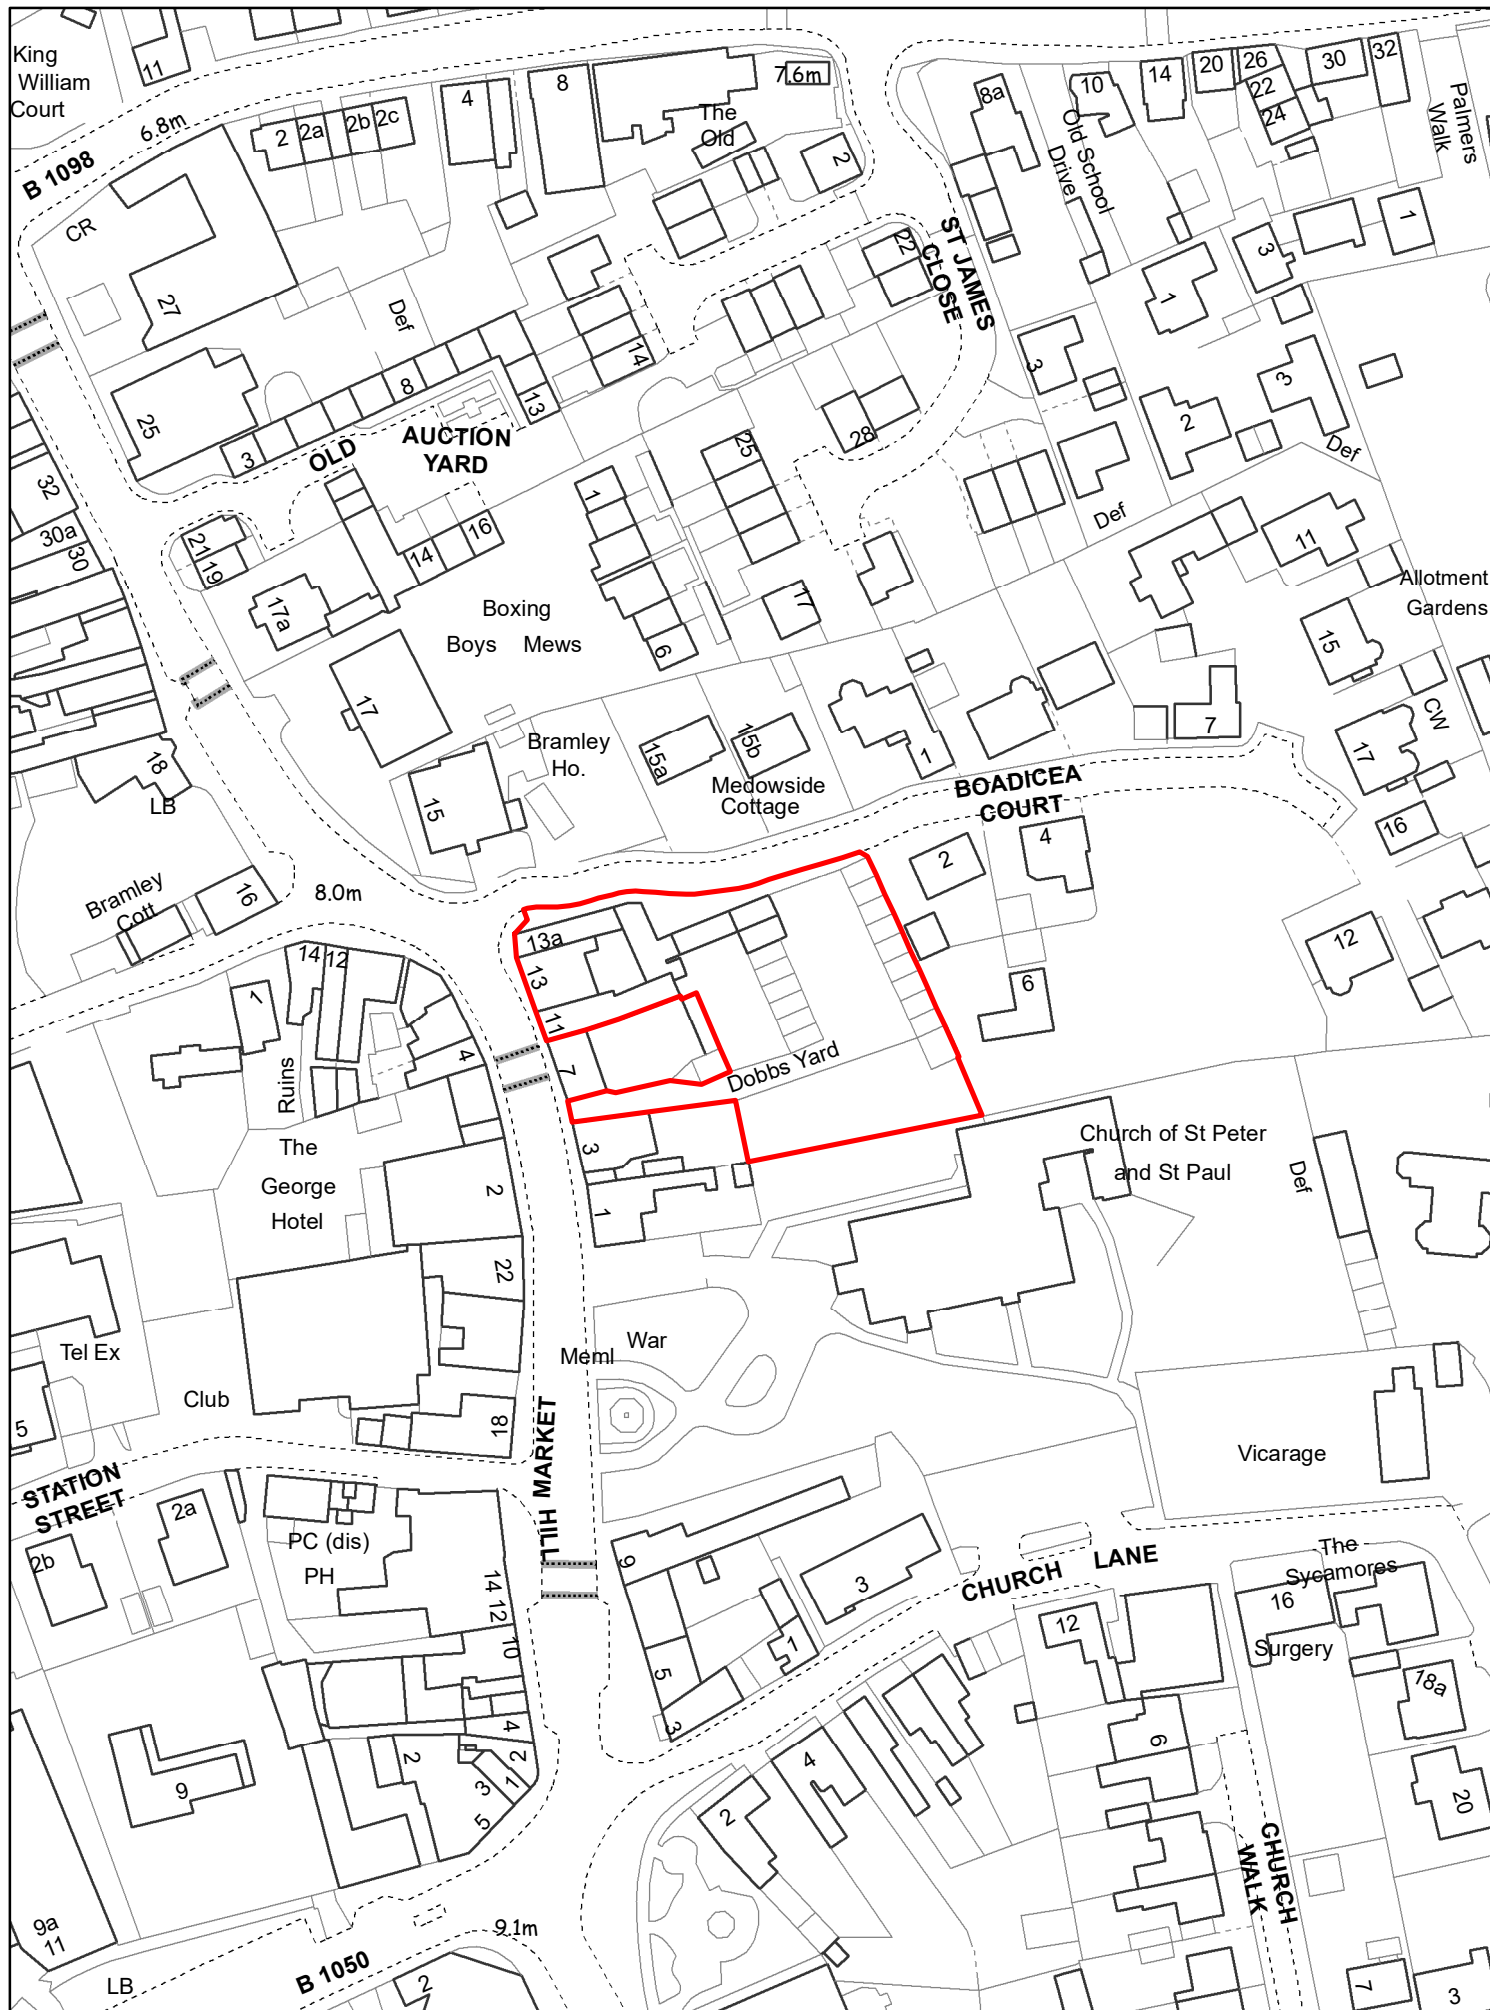 King
William
Court
11
6.8m
B 1098
CR
2
2a
2b
2c
4
8
The
Old
7.6m
2
8a
10
14
20
26
22
24
30
32
Old School
Drive
Palmers
Walk
ST JAMES
CLOSE
22
1
3
1
27
Def
25
3
8
13
14
OLD
AUCTION
YARD
3
2
3
Def
28
25
1
32
30a
30
21
19
17a
14
16
Def
11
Allotment
Gardens
Boxing
Boys Mews
17
6
15
17
18
LB
Bramley
Ho.
15a
15b
Medowside
Cottage
1
7
CW
17
BOADICEA
COURT
15
16
2
4
Bramley
Cott
16
8.0m
13a
13
11
7
14
12
1
Ruins
4
6
12
Dobbs Yard
The
George
Hotel
2
3
1
Church of St Peter
and St Paul
Def
22
Tel Ex
Club
War
Meml
18
5
Vicarage
STATION
STREET
2a
2b
PC (dis)
PH
14
12
10
4
2
1
3
5
2
9
MARKET
HILL
9
5
3
1
3
CHURCH LANE
The
Sycamores
16
Surgery
12
18a
6
20
4
2
CHURCH
WALK
9a
11
LB
B 1050
9.1m
2
7
3